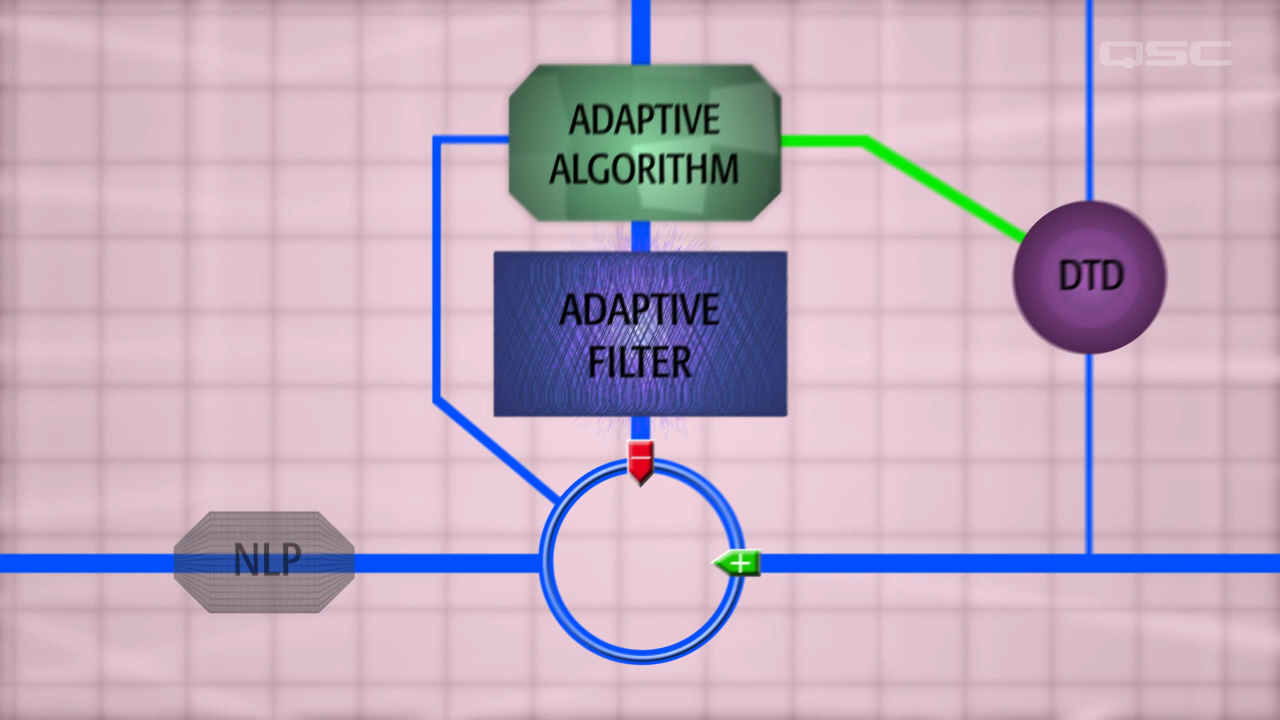 QSC
ADAPTIVE
ALGORITHM
DTD
ADAPTIVE
FILTER
NLP